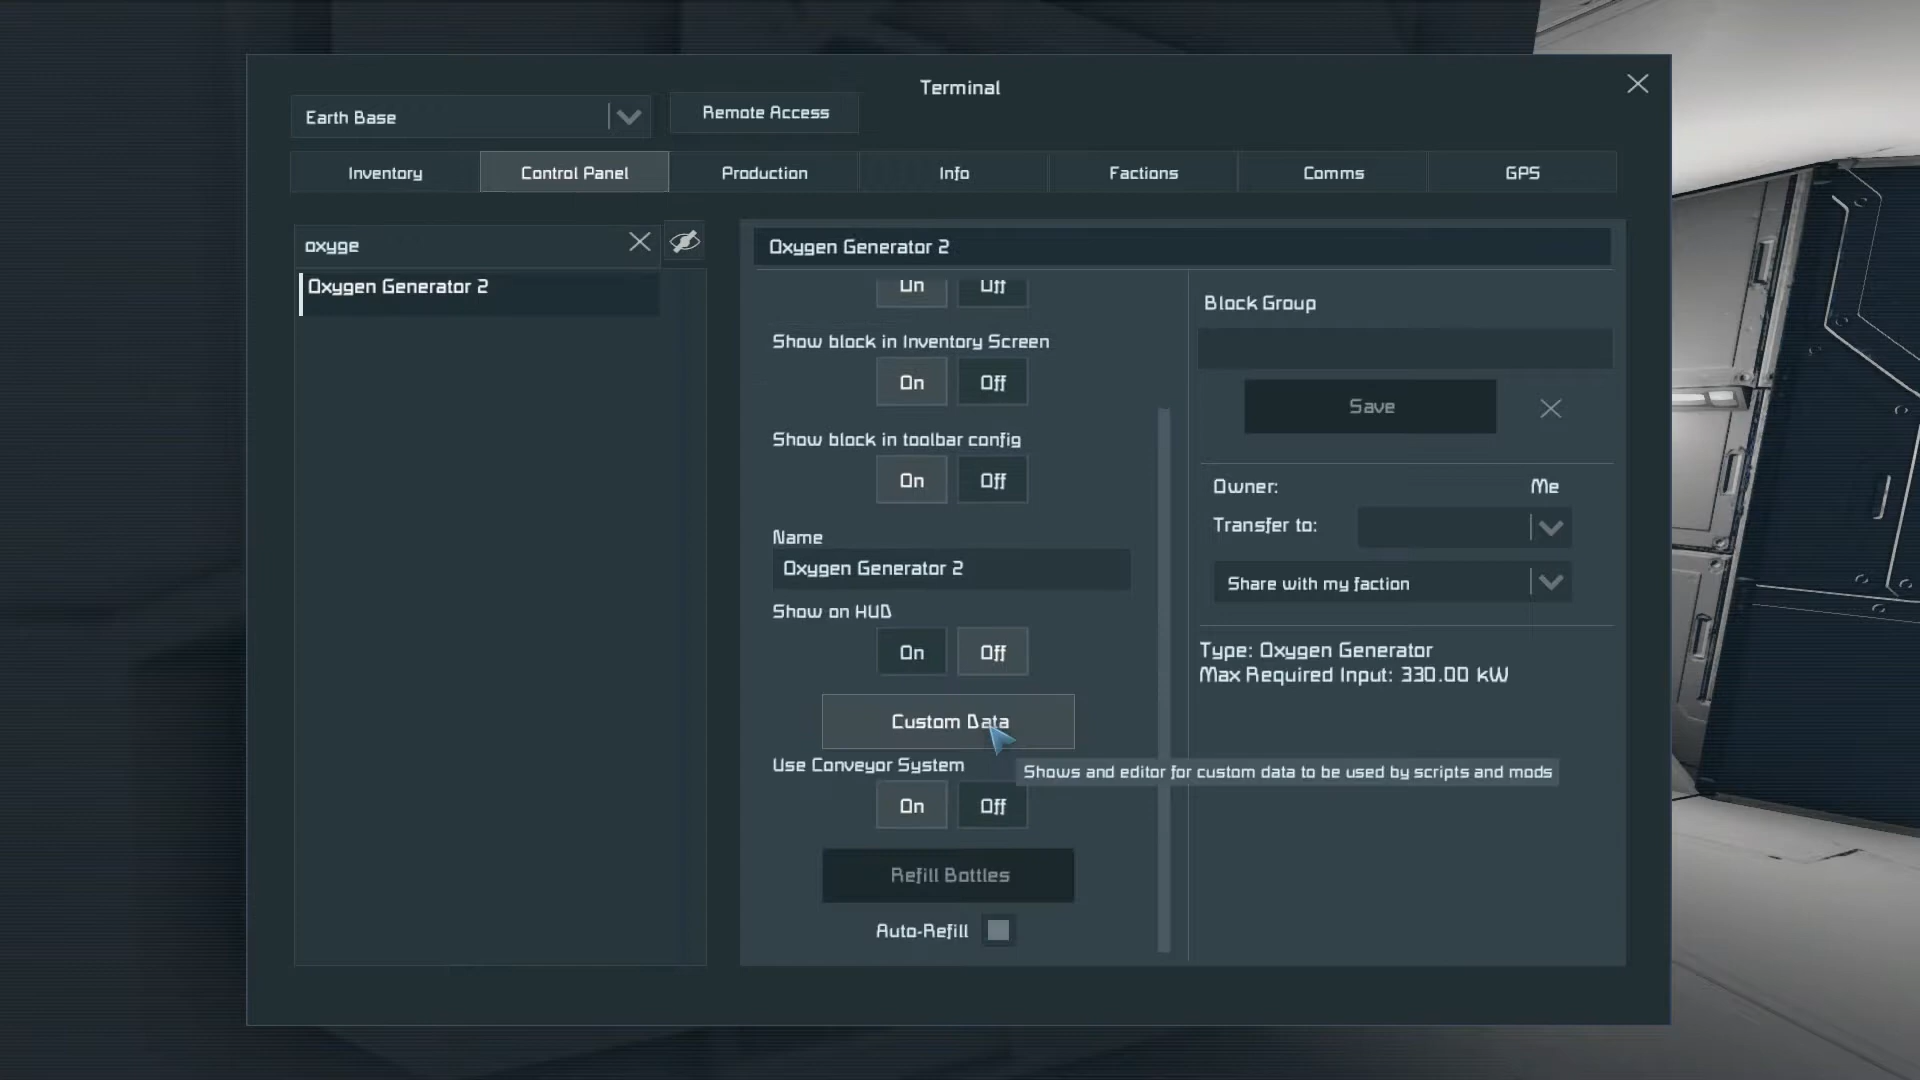 Terminal
Earth Base
Remote Access
Inventory
Control Panel
Production
Info
Factions
Comms
GPS
oxyge
Oxygen Generator 2
Oxygen Generator 2
On Off
Show block in Inventory Screen
On Off
Show block in toolbar config
On Off
Name
Oxygen Generator 2
Show on HUD
On Off
Custom Data
Use Conveyor System
Shows and editor for custom data to be used by scripts and mods
On Off
Refill Bottles
Auto-Refill
Block Group
Save
Owner: Me
Transfer to:
Share with my faction
Type: Oxygen Generator
Max Required Input: 330.00 kW